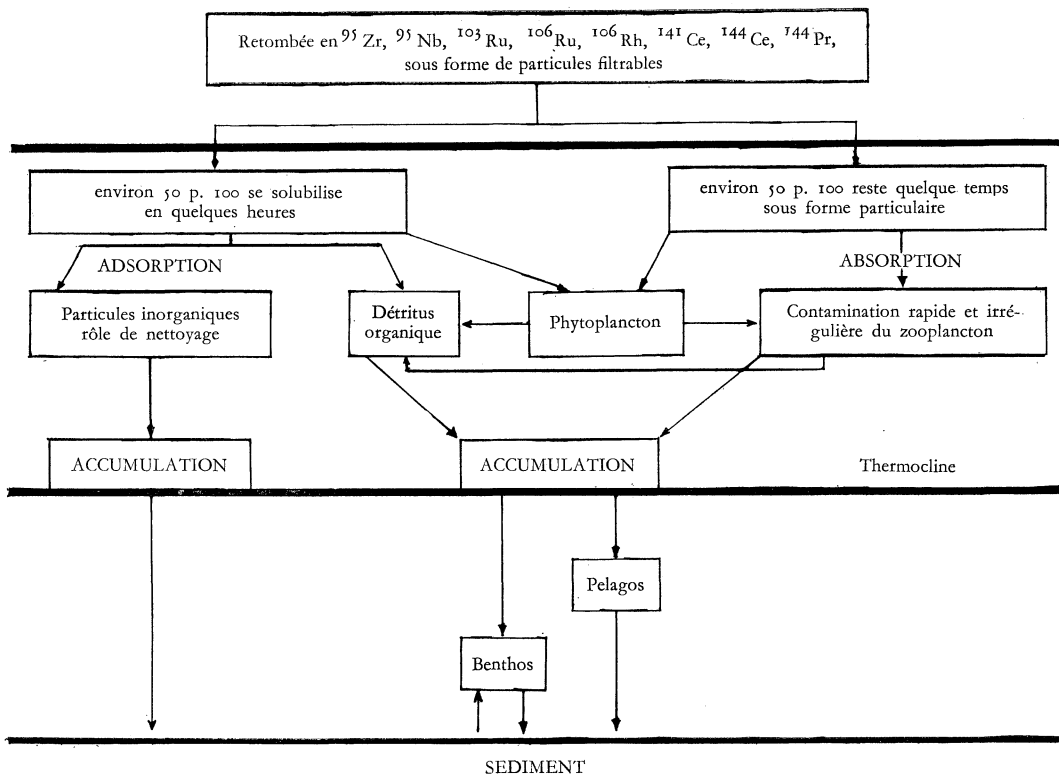 Retombée en ⁹⁵Zr, ⁹⁵Nb, ¹⁰³Ru, ¹⁰⁶Ru, ¹⁰⁶Rh, ¹⁴¹Ce, ¹⁴⁴Ce, ¹⁴⁴Pr,
sous forme de particules filtrables
environ 50 p. 100 se solubilise
en quelques heures
environ 50 p. 100 reste quelque temps
sous forme particulaire
ADSORPTION
ABSORPTION
Particules inorganiques
rôle de nettoyage
Détritus
organique
Phytoplancton
Contamination rapide et irré-
gulière du zooplancton
ACCUMULATION
ACCUMULATION
Thermocline
Pelagos
Benthos
SEDIMENT